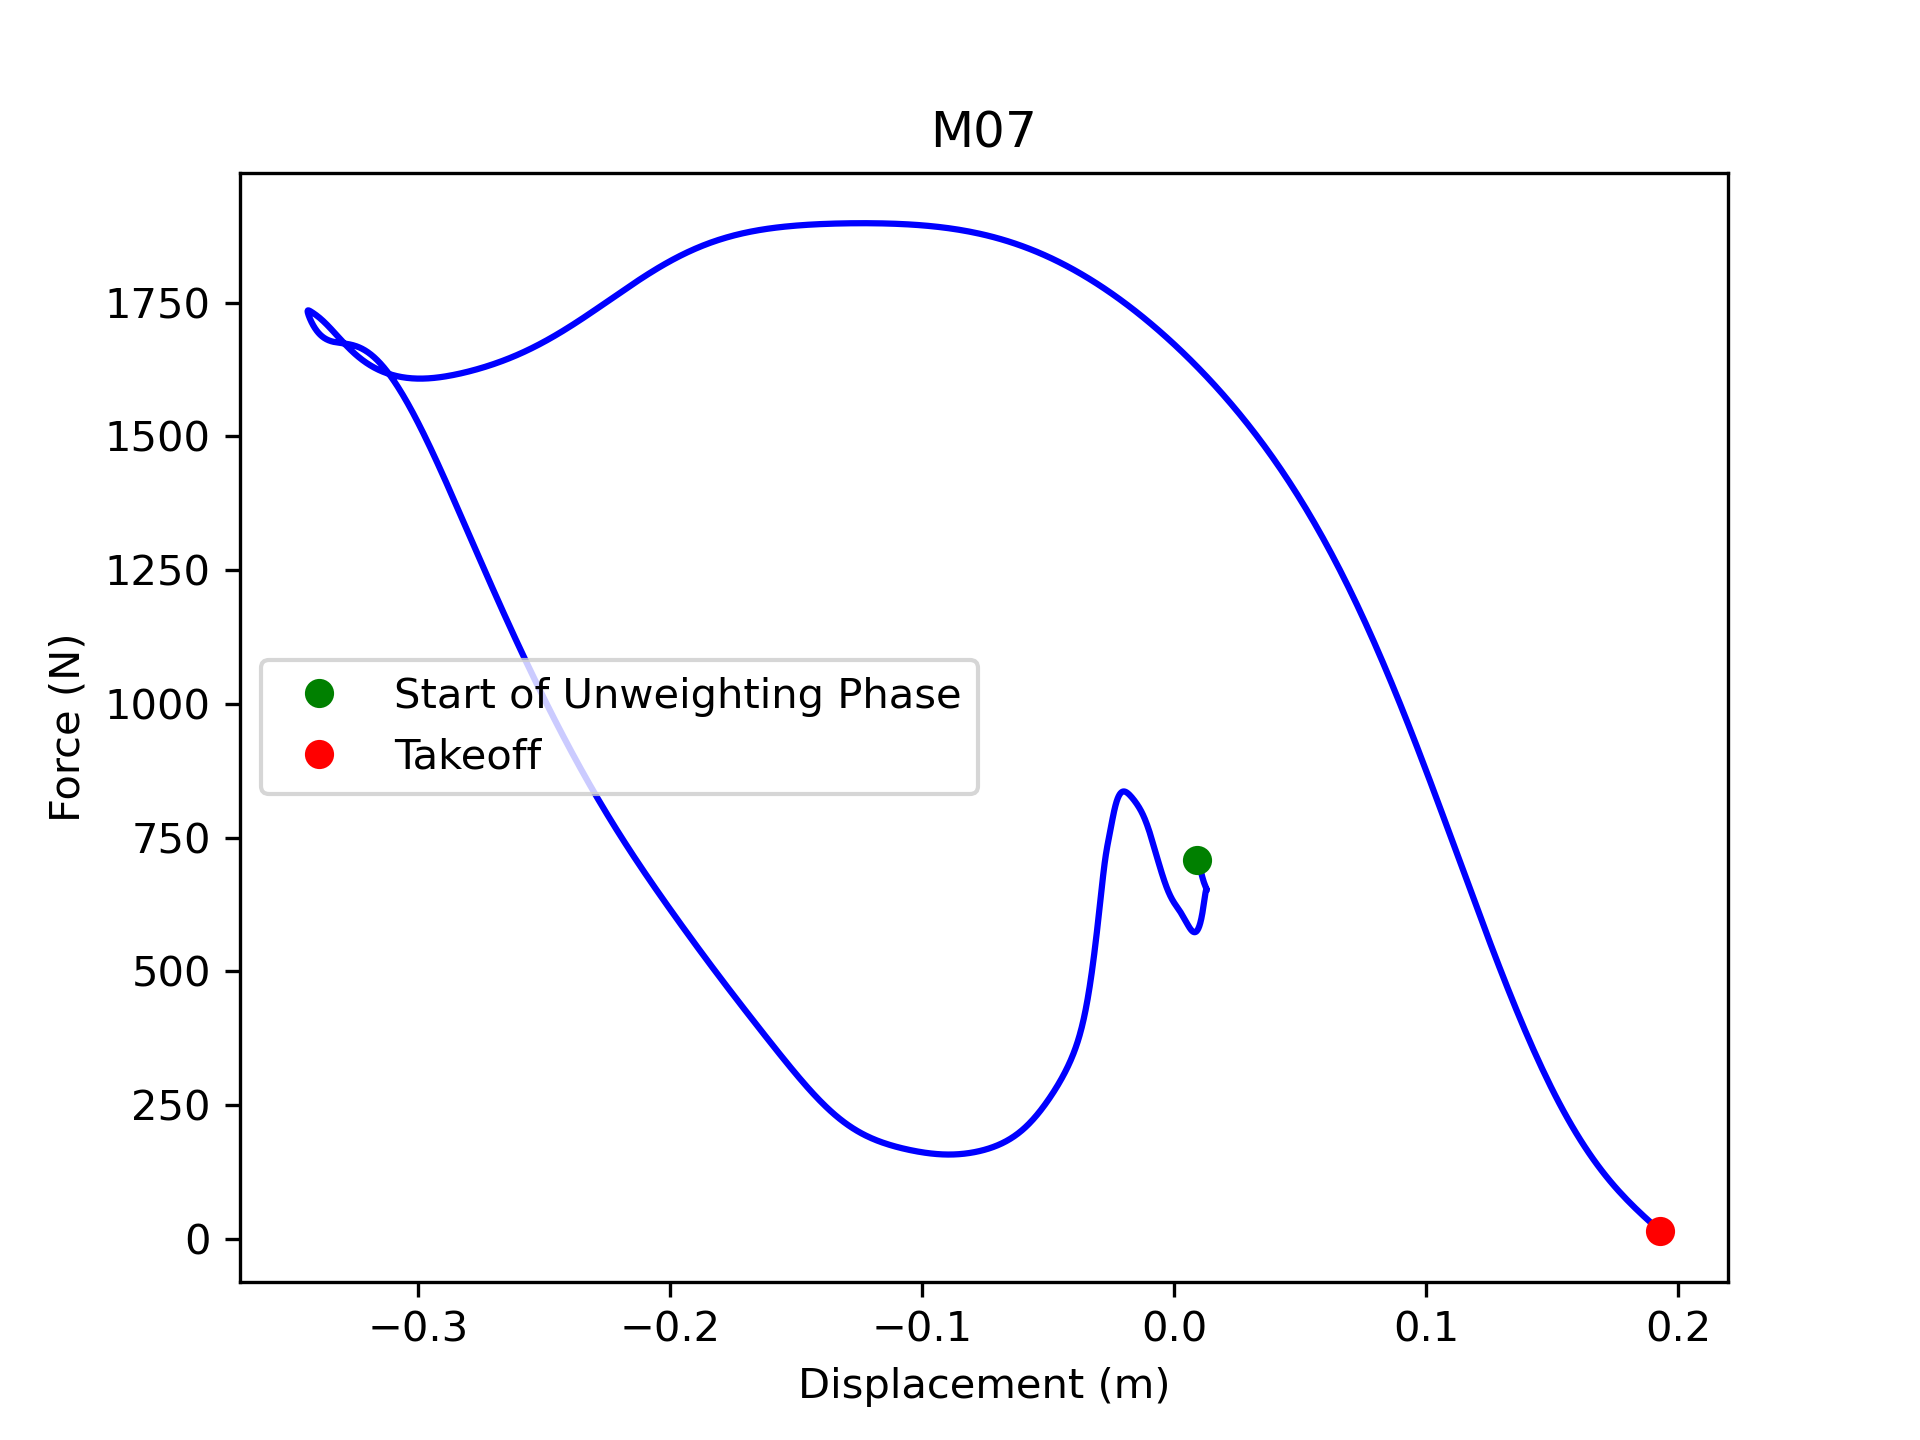 M07
1750
1500
1250
1000
750
500
250
0
Force (N)
Start of Unweighting Phase
Takeoff
−0.3 −0.2 −0.1 0.0 0.1 0.2
Displacement (m)